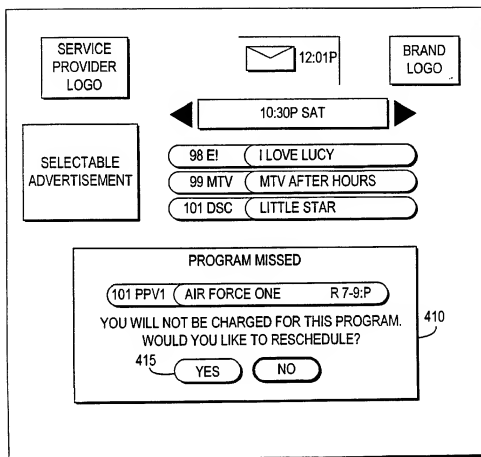 SERVICE
PROVIDER
LOGO
12:01P
BRAND
LOGO
10:30P SAT
SELECTABLE
ADVERTISEMENT
98 E! I LOVE LUCY
99 MTV MTV AFTER HOURS
101 DSC LITTLE STAR
PROGRAM MISSED
101 PPV1 AIR FORCE ONE R 7-9:P
YOU WILL NOT BE CHARGED FOR THIS PROGRAM.
WOULD YOU LIKE TO RESCHEDULE?
410
415
YES NO